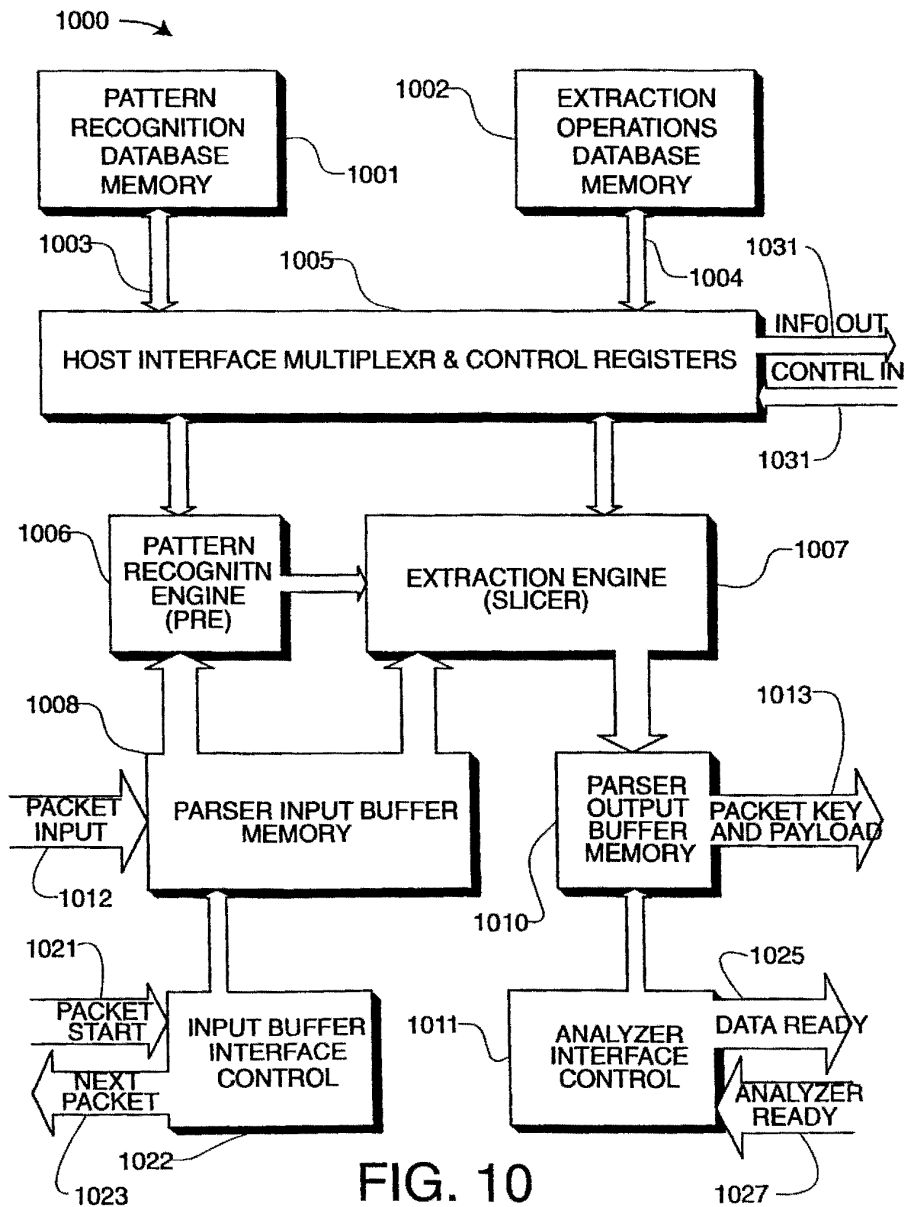 1000
PATTERN
RECOGNITION
DATABASE
MEMORY
1001
1002
EXTRACTION
OPERATIONS
DATABASE
MEMORY
1003
1005
1004
1031
HOST INTERFACE MULTIPLEXR & CONTROL REGISTERS
INF0 OUT
CONTRL IN
1031
1006
PATTERN
RECOGNITN
ENGINE
(PRE)
EXTRACTION ENGINE
(SLICER)
1007
1008
1013
PACKET
INPUT
PARSER INPUT BUFFER
MEMORY
PARSER
OUTPUT
BUFFER
MEMORY
PACKET KEY
AND PAYLOAD
1012
1010
1021
PACKET
START
INPUT BUFFER
INTERFACE
CONTROL
NEXT
PACKET
1022
1023
1011
ANALYZER
INTERFACE
CONTROL
1025
DATA READY
ANALYZER
READY
1027
FIG. 10